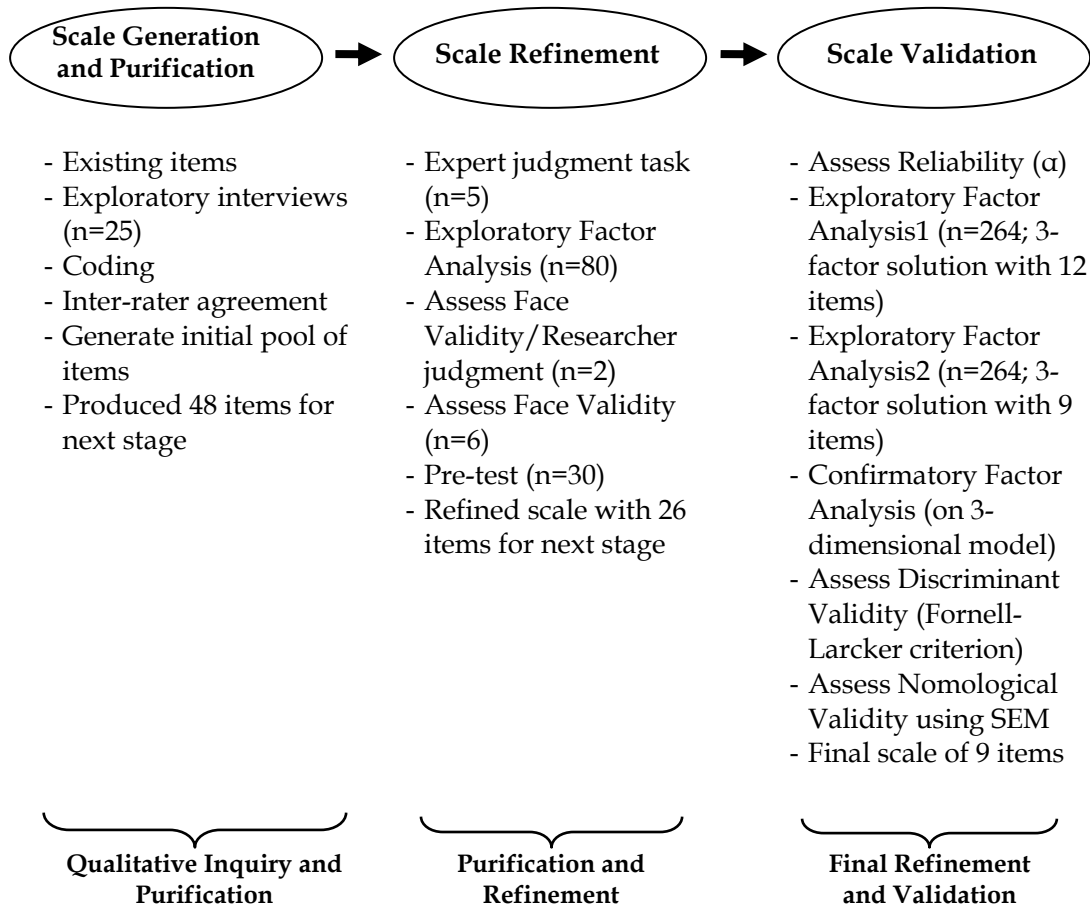 Scale Generation
and Purification
Scale Refinement
Scale Validation
- Existing items
- Exploratory interviews
(n=25)
- Coding
- Inter-rater agreement
- Generate initial pool of
items
- Produced 48 items for
next stage
- Expert judgment task
(n=5)
- Exploratory Factor
Analysis (n=80)
- Assess Face
Validity/Researcher
judgment (n=2)
- Assess Face Validity
(n=6)
- Pre-test (n=30)
- Refined scale with 26
items for next stage
- Assess Reliability (α)
- Exploratory Factor
Analysis1 (n=264; 3-
factor solution with 12
items)
- Exploratory Factor
Analysis2 (n=264; 3-
factor solution with 9
items)
- Confirmatory Factor
Analysis (on 3-
dimensional model)
- Assess Discriminant
Validity (Fornell-
Larcker criterion)
- Assess Nomological
Validity using SEM
- Final scale of 9 items
Qualitative Inquiry and
Purification
Purification and
Refinement
Final Refinement
and Validation